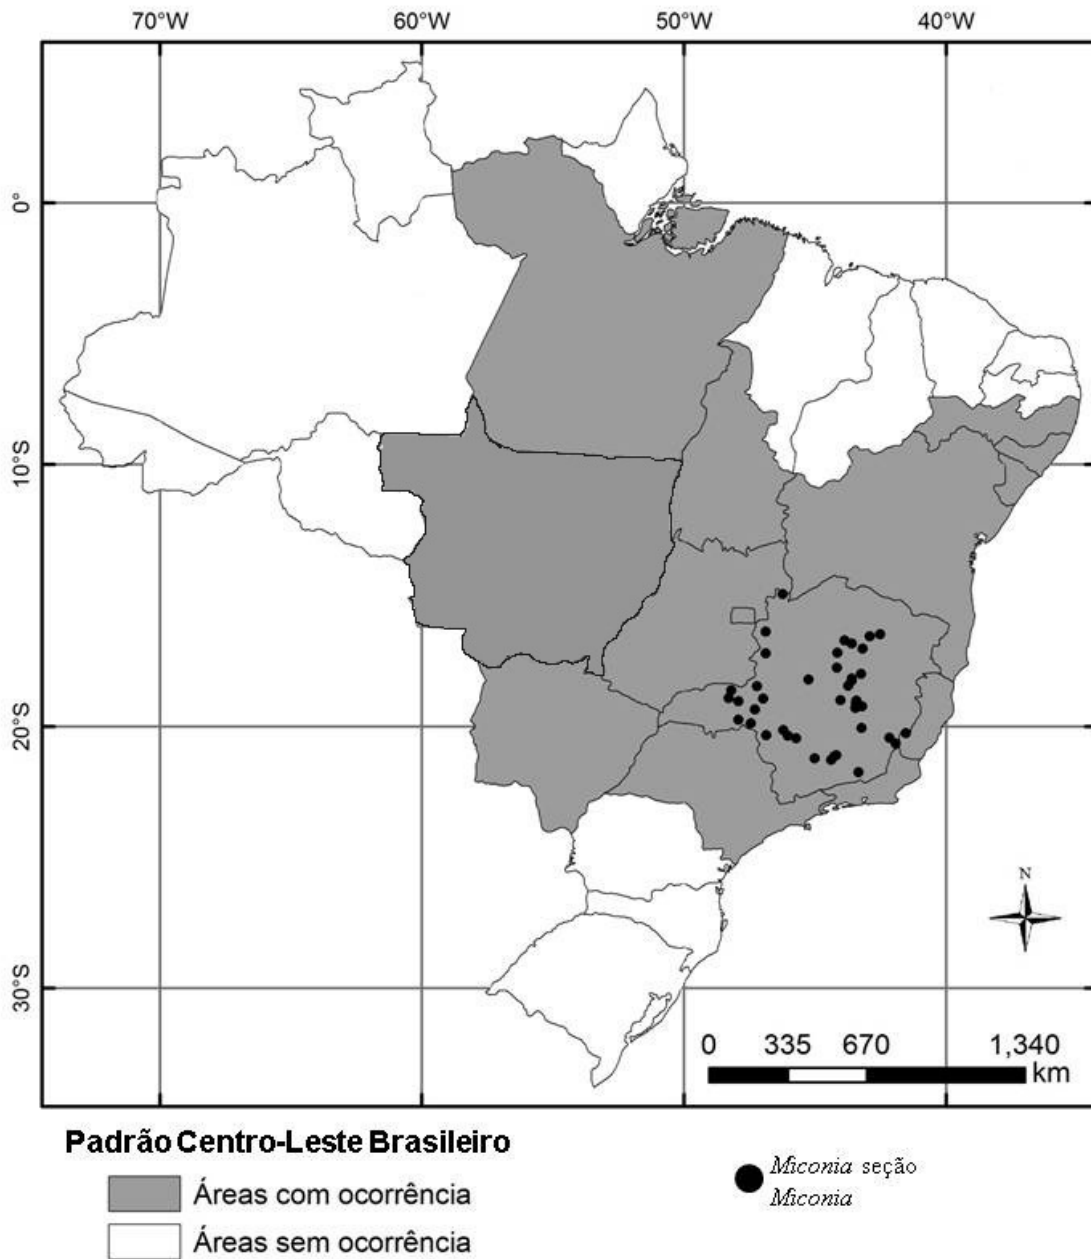 70°W 60°W 50°W 40°W
0°
10°S
20°S
30°S
N
0 335 670 1,340
km
Padrão Centro-Leste Brasileiro
Áreas com ocorrência
Áreas sem ocorrência
Miconia seção
Miconia